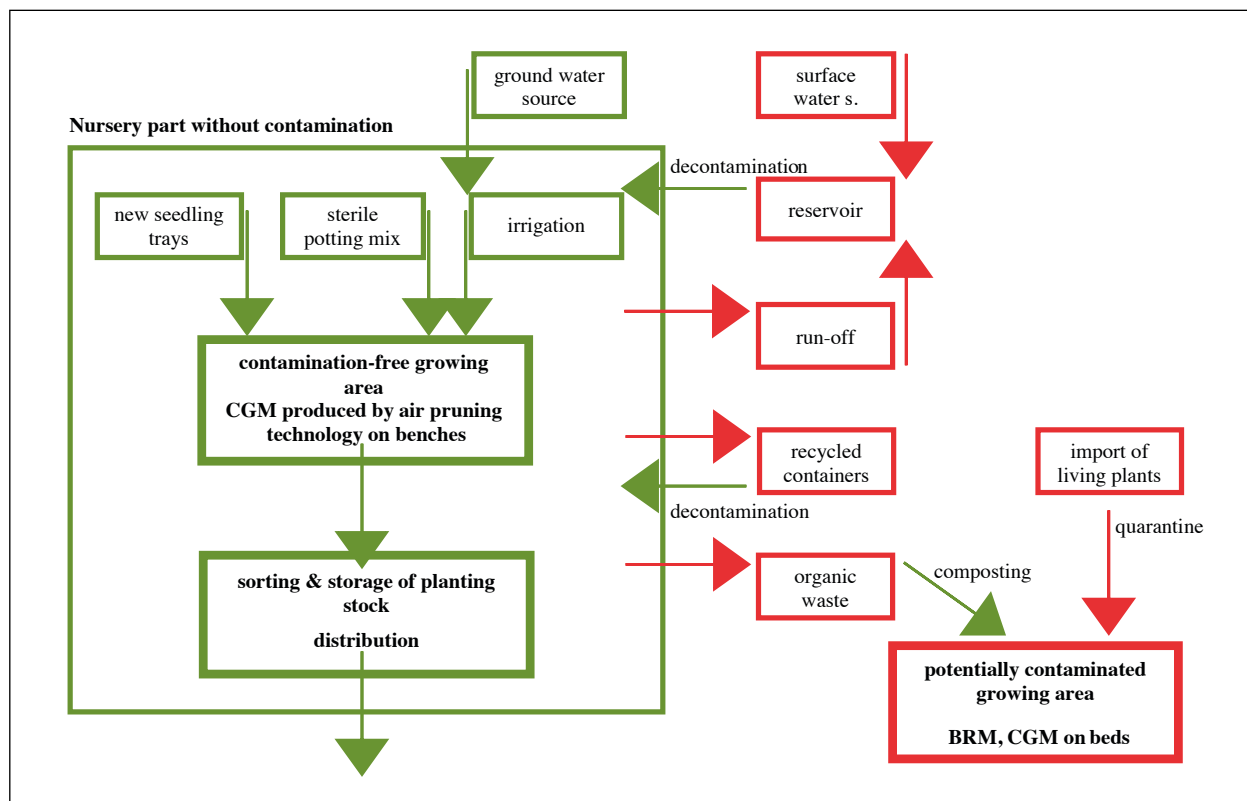 ground water
source
surface
water s.
Nursery part without contamination
decontamination
new seedling
trays
sterile
potting mix
irrigation
reservoir
run-off
contamination-free growing
area
CGM produced by air pruning
technology on benches
recycled
containers
import of
living plants
decontamination
quarantine
sorting & storage of planting
stock
distribution
organic
waste
composting
potentially contaminated
growing area
BRM, CGM on beds